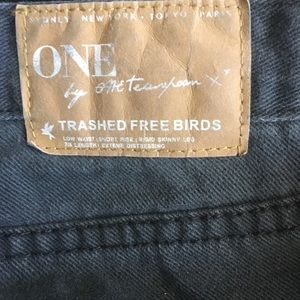 SYDNEY · NEW YORK · TOKYO · PARIS
ONE
by
TRASHED FREE BIRDS
LOW WAIST | SHORT RISE | RIGID SKINNY LEG
7/8 LENGTH | EXTEME DISTRESSING